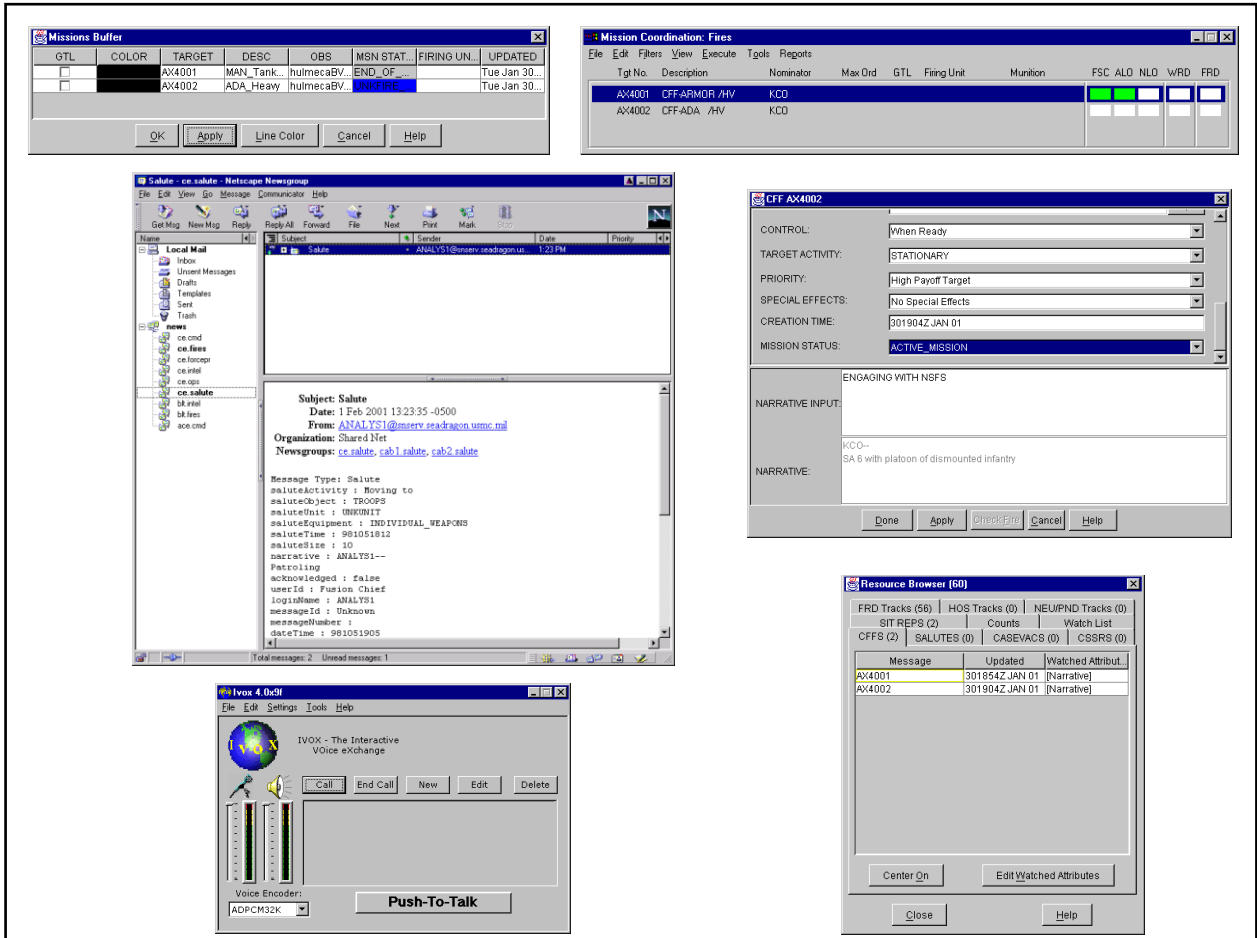 Missions Buffer
GTL COLOR TARGET DESC OBS MSN STAT... FIRING UN... UPDATED
AX4001 MAN_Tank... hulmecaBV... END_OF_... Tue Jan 30...
AX4002 ADA_Heavy hulmecaBV... Tue Jan 30...
OK Apply Line Color Cancel Help
Mission Coordination: Fires
File Edit Filters View Execute Tools Reports
Tgt No. Description Nominator Max Ord GTL Firing Unit Munition FSC ALO NLO WRD FRD
AX4001 CFF-ARMOR /HV KCO
AX4002 CFF-ADA /HV KCO
Salute - ce.salute - Netscape Newsgroup
File Edit View Go Message Communicator Help
Get Msg New Msg Reply Reply All Forward File Next Print Mark Stop
N
Name Subject Sender Date Priority
Salute ANALYS1@smserv.seadragon.us... 1:23 PM
Local Mail
Inbox
Unsent Messages
Drafts
Templates
Sent
Trash
news
ce.cmd
ce.fires
ce.forcepr
ce.intel
ce.ops
ce.salute
blt.intel
blt.fires
ace.cmd
Subject: Salute
Date: 1 Feb 2001 13:23:35 -0500
From: ANALYS1@smserv.seadragon.usmc.mil
Organization: Shared Net
Newsgroups: ce.salute, cab1.salute, cab2.salute
Message Type: Salute
saluteActivity : Moving to
saluteObject : TROOPS
saluteUnit : UNKUNIT
saluteEquipment : INDIVIDUAL_WEAPONS
saluteTime : 981051812
saluteSize : 10
narrative : ANALYS1--
Patroling
acknowledged : false
userId : Fusion Chief
loginName : ANALYS1
messageId : Unknown
messageNumber :
dateTime : 981051905
Total messages: 2 Unread messages: 1
CFF AX4002
CONTROL: When Ready
TARGET ACTIVITY: STATIONARY
PRIORITY: High Payoff Target
SPECIAL EFFECTS: No Special Effects
CREATION TIME: 301904Z JAN 01
MISSION STATUS: ACTIVE_MISSION
NARRATIVE INPUT: ENGAGING WITH NSFS
NARRATIVE: KCO--
SA 6 with platoon of dismounted infantry
Done Apply Check Fire Cancel Help
Ivox 4.0x9f
File Edit Settings Tools Help
IVOX
IVOX - The Interactive
VOice eXchange
Call End Call New Edit Delete
Voice Encoder:
ADPCM32K
Push-To-Talk
Resource Browser (60)
FRD Tracks (56) HOS Tracks (0) NEU/PND Tracks (0)
SIT REPS (2) Counts Watch List
CFFS (2) SALUTES (0) CASEVACS (0) CSSRS (0)
Message Updated Watched Attribut...
AX4001 301854Z JAN 01 [Narrative]
AX4002 301904Z JAN 01 [Narrative]
Center On Edit Watched Attributes
Close Help